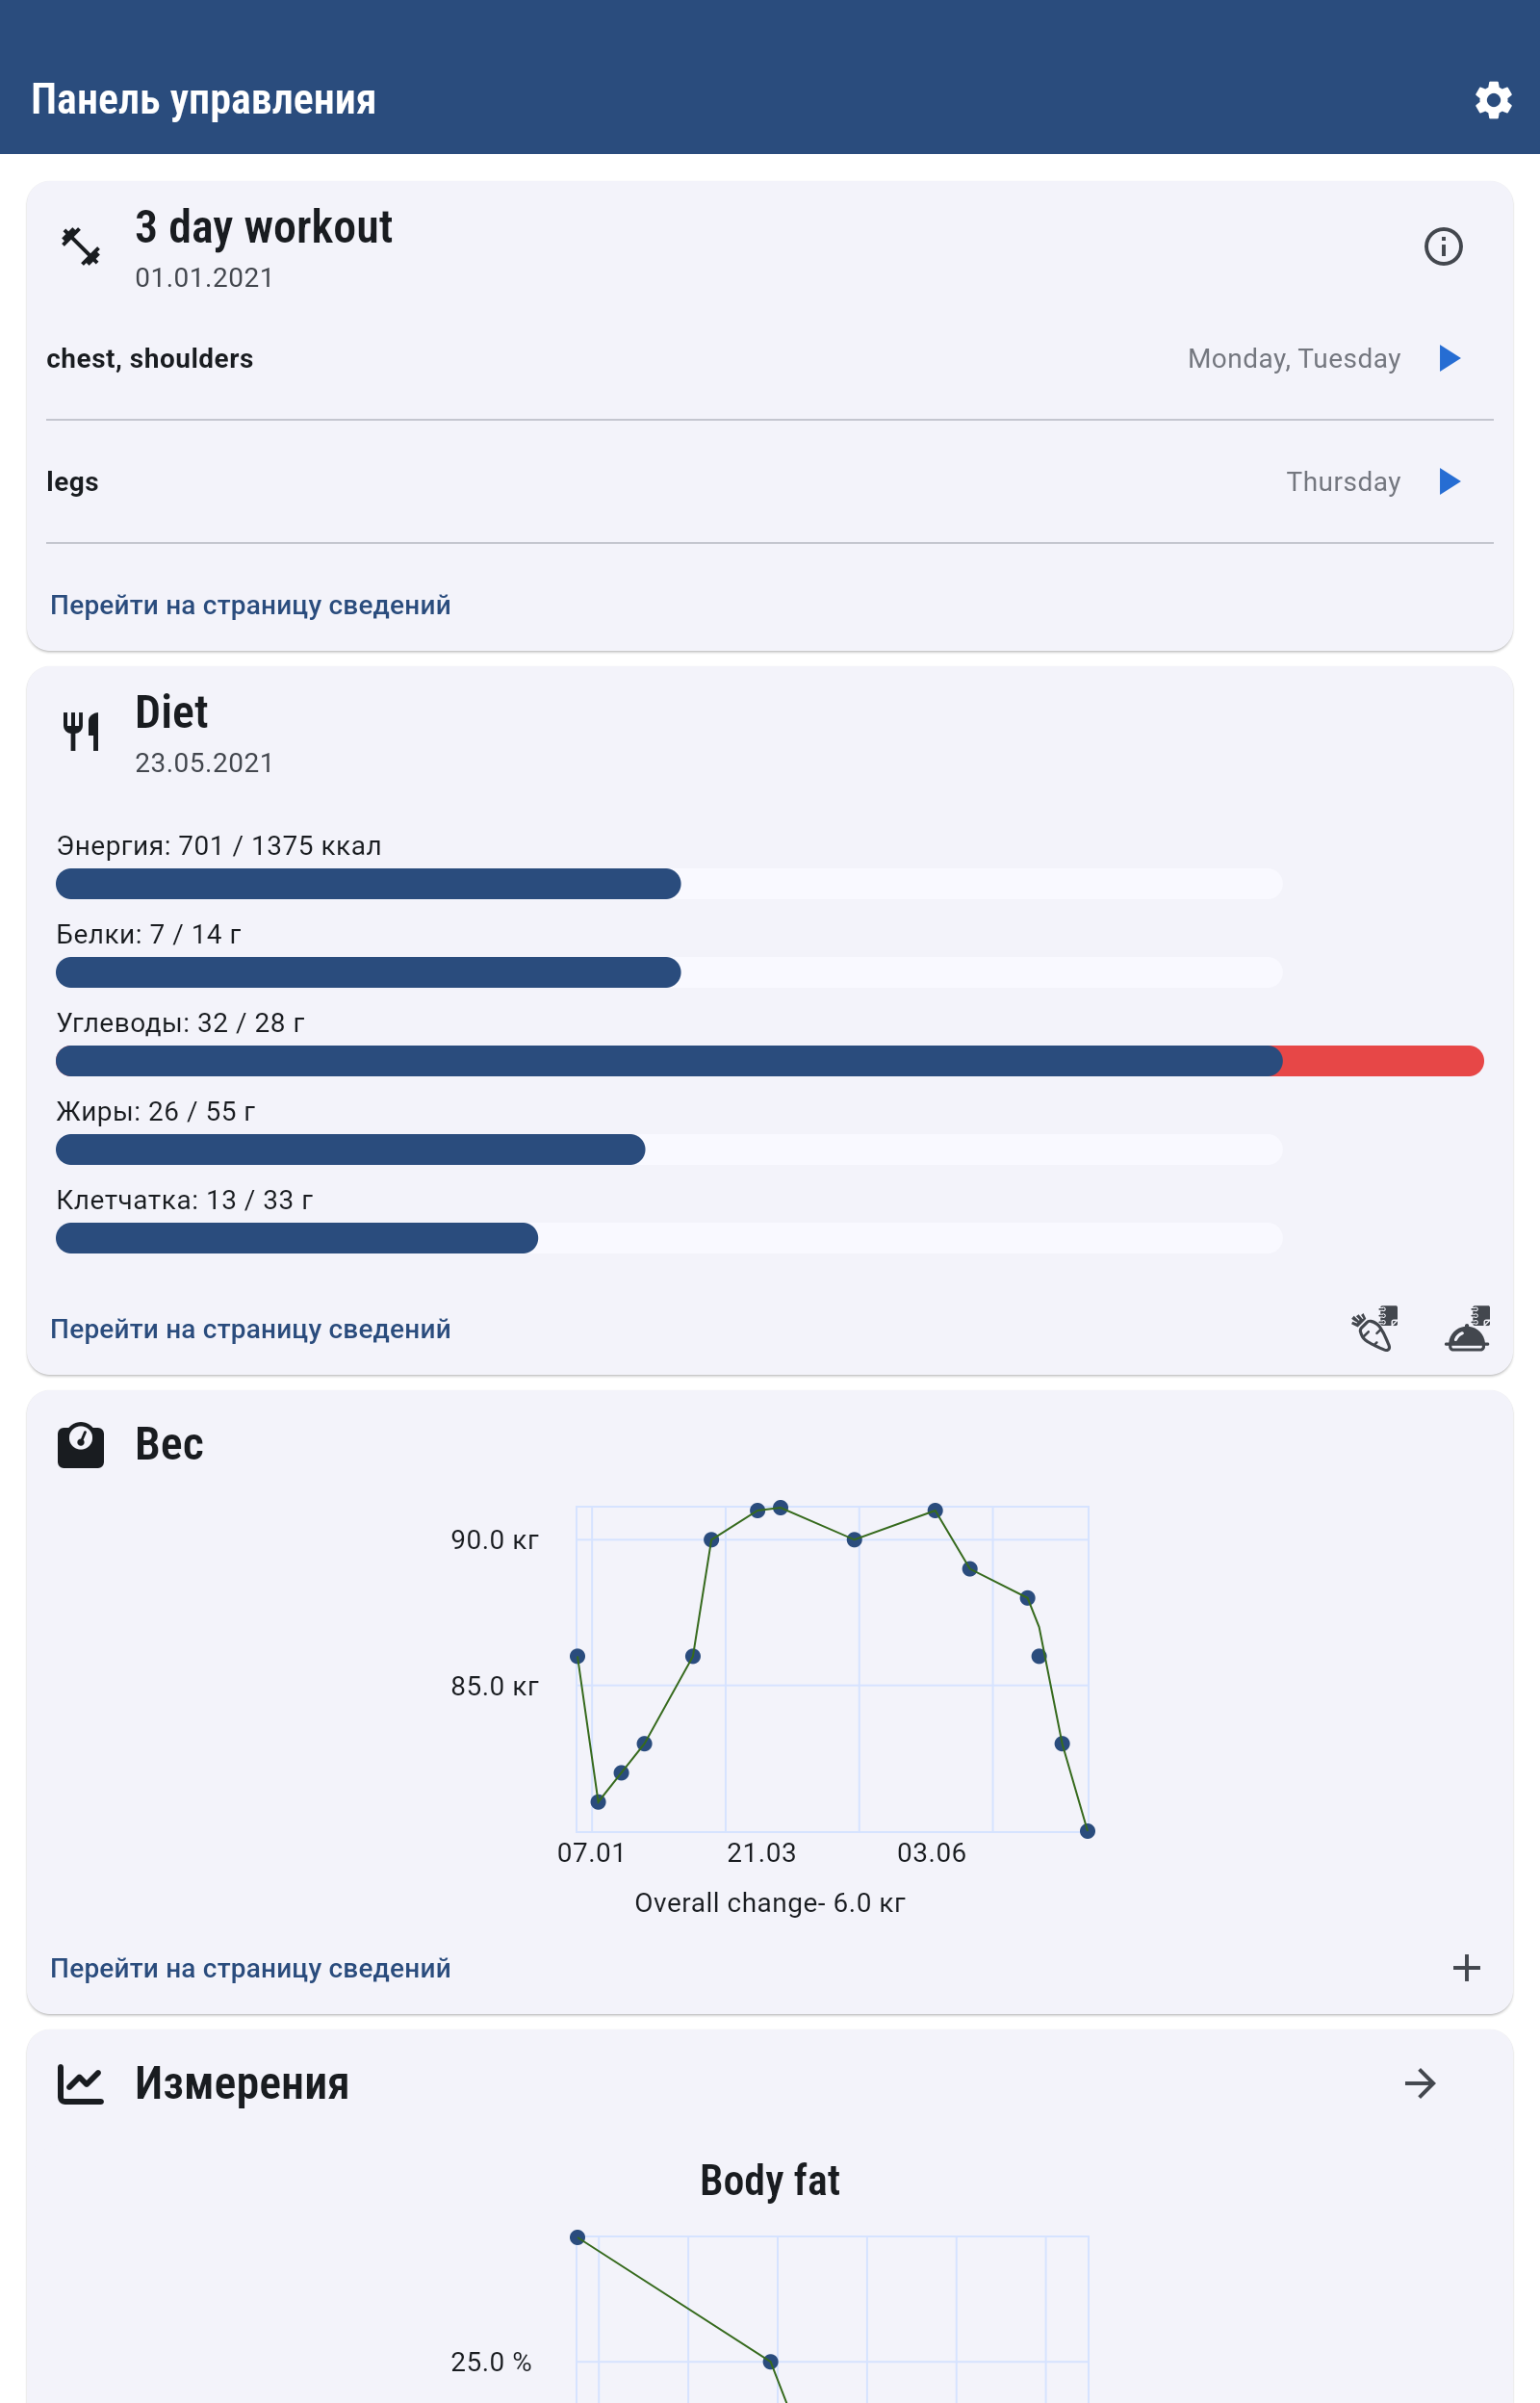 Панель управления
3 day workout
01.01.2021
chest, shoulders
Monday, Tuesday
legs
Thursday
Перейти на страницу сведений
Diet
23.05.2021
Энергия: 701 / 1375 ккал
Белки: 7 / 14 г
Углеводы: 32 / 28 г
Жиры: 26 / 55 г
Клетчатка: 13 / 33 г
Перейти на страницу сведений
Вес
90.0 кг
85.0 кг
07.01 21.03 03.06
Overall change- 6.0 кг
Перейти на страницу сведений
Измерения
Body fat
25.0 %